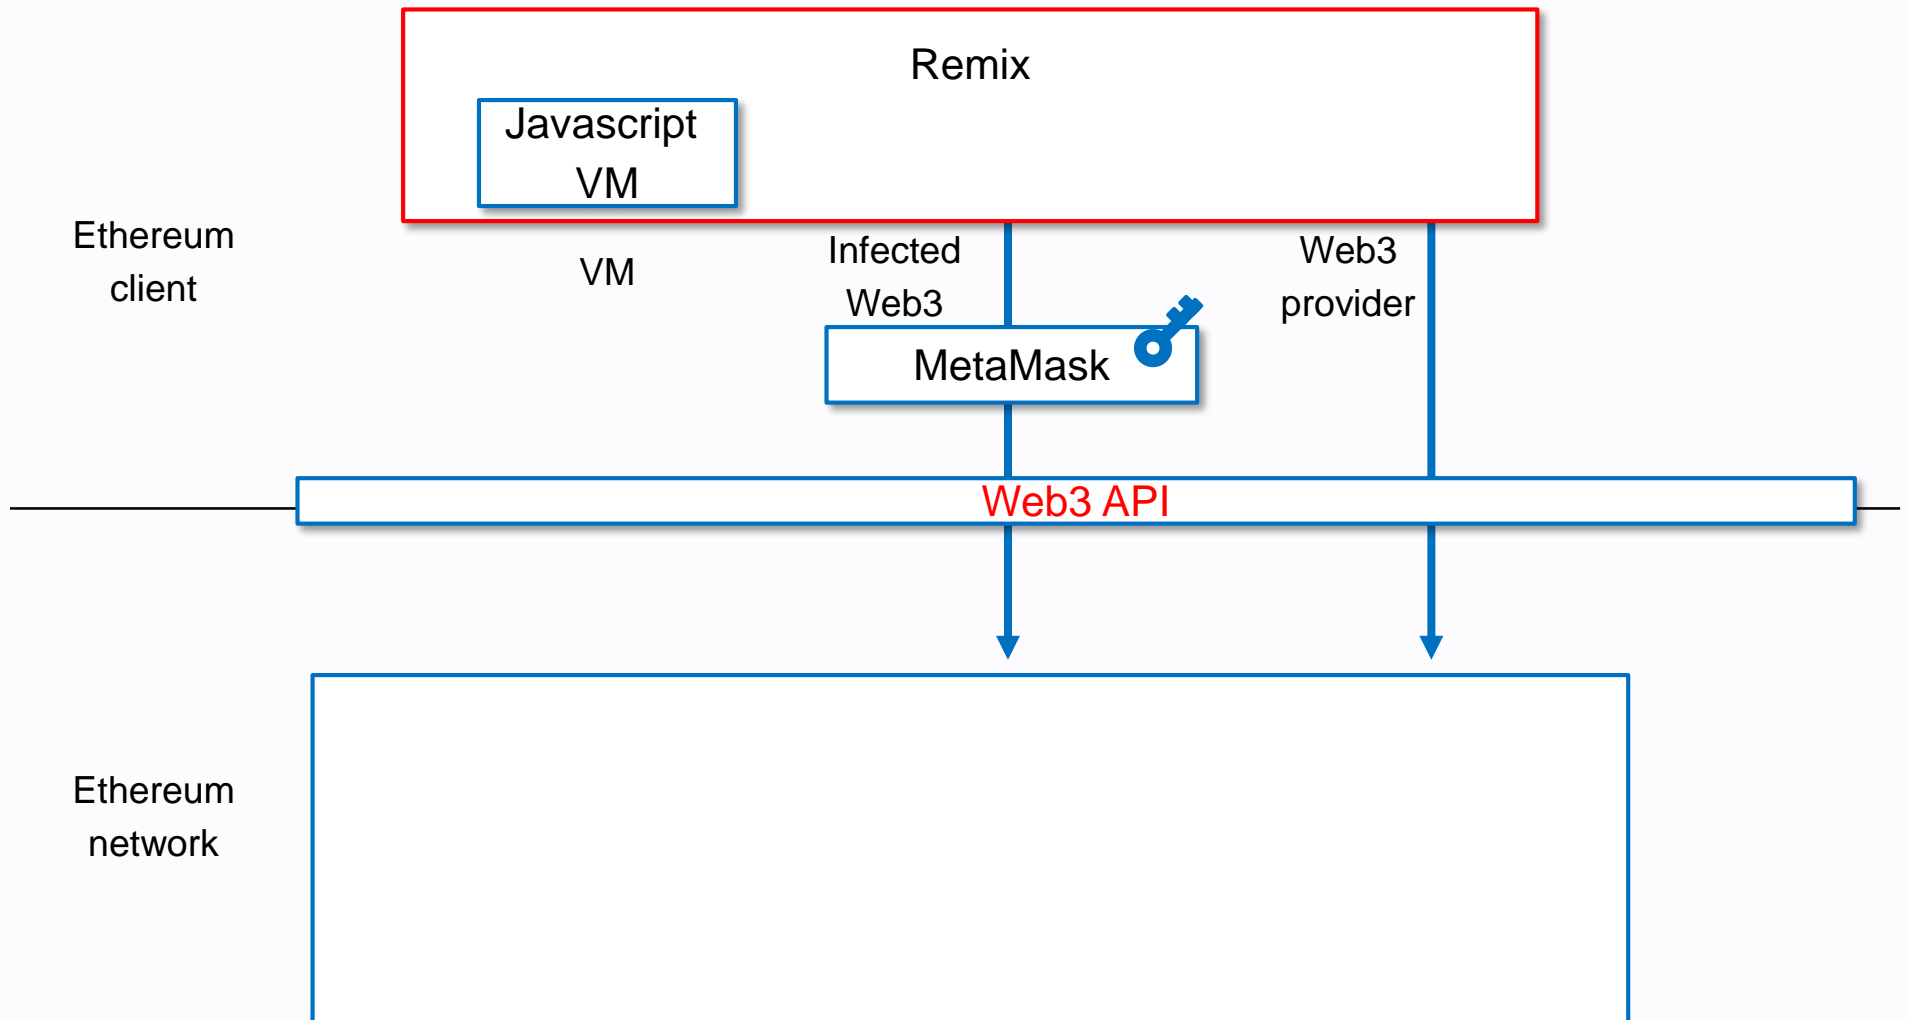 Remix
Javascript
VM
Ethereum
client
VM
Infected
Web3
Web3
provider
MetaMask
Web3 API
Ethereum
network